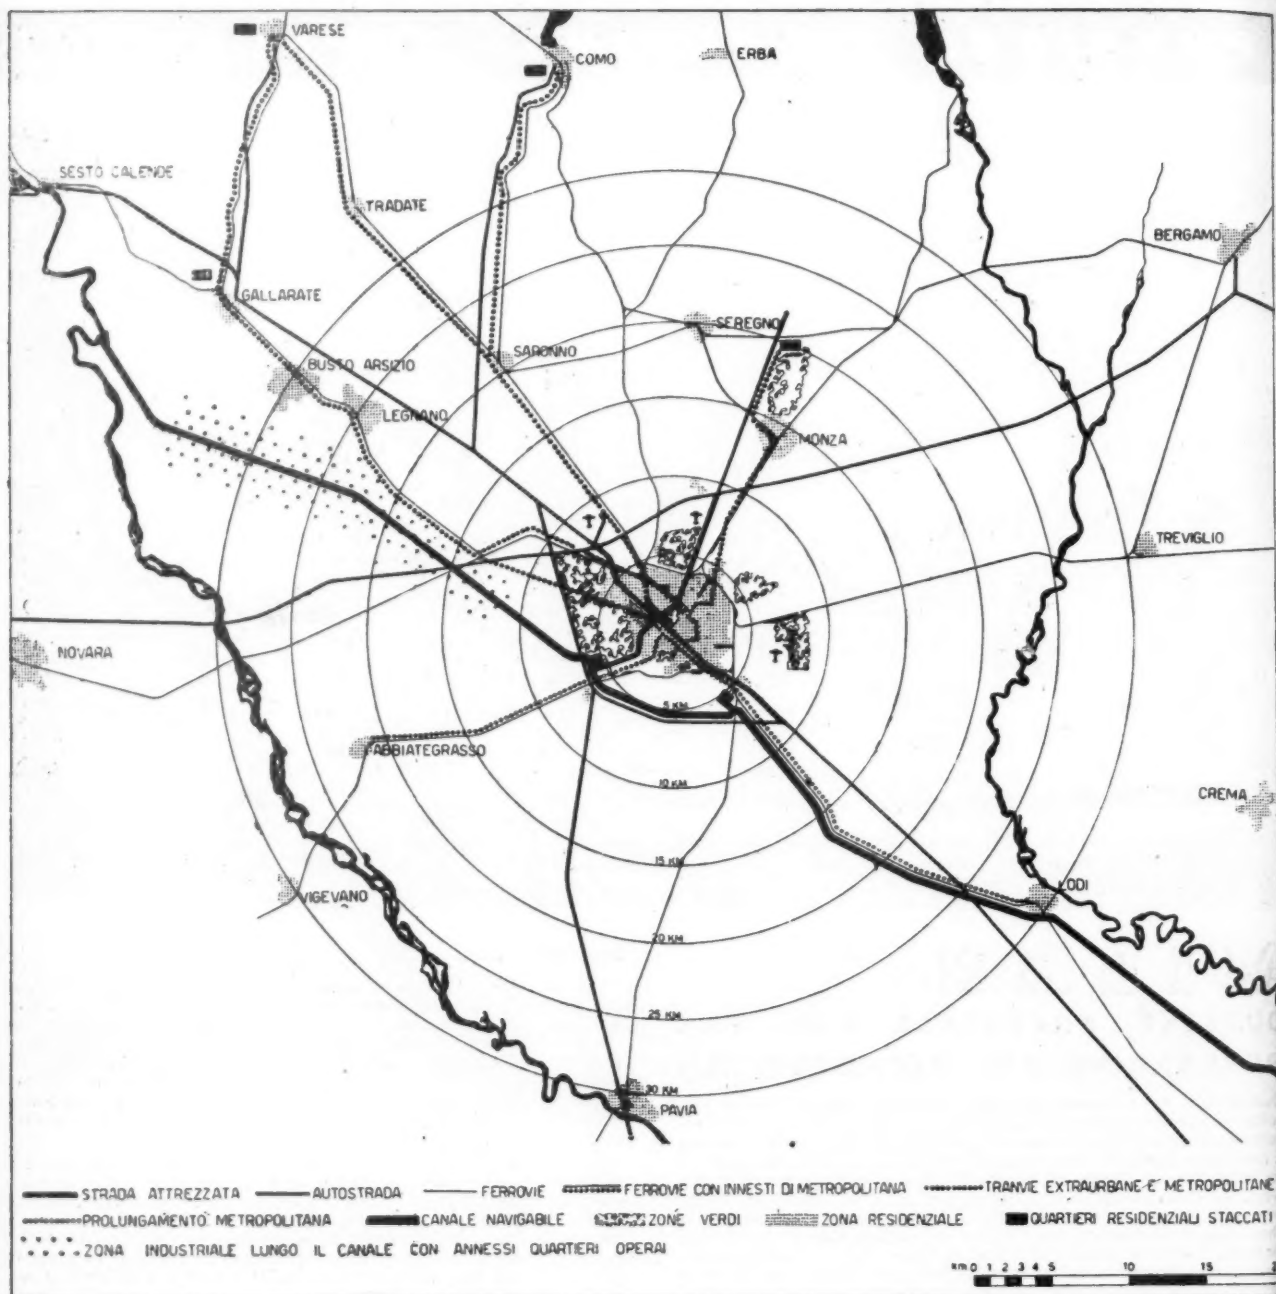 VARESE
COMO
ERBA
SESTO CALENDE
TRADATE
BERGAMO
GALLARATE
SEREGNO
SARONNO
BUSTO ARSIZIO
LEGNANO
MONZA
TREVIGLIO
NOVARA
5 KM
ABBIATEGRASSO
10 KM
CREMA
15 KM
LODI
VIGEVANO
20 KM
25 KM
30 KM
PAVIA
STRADA ATTREZZATA AUTOSTRADA FERROVIE FERROVIE CON INNESTI DI METROPOLITANA TRANVIE EXTRAURBANE E METROPOLITANE
PROLUNGAMENTO METROPOLITANA CANALE NAVIGABILE ZONE VERDI ZONA RESIDENZIALE QUARTIERI RESIDENZIALI STACCATI
ZONA INDUSTRIALE LUNGO IL CANALE CON ANNESSI QUARTIERI OPERAI
km. 0 1 2 3 4 5 10 15